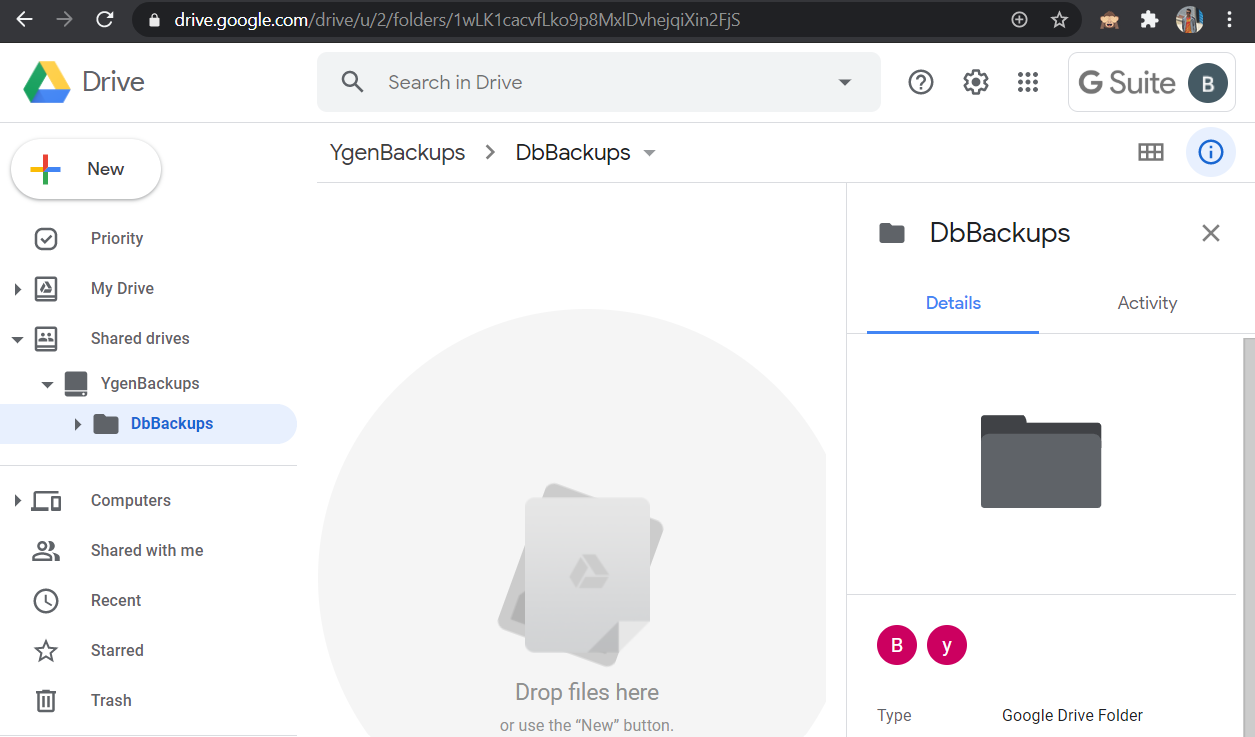 drive.google.com/drive/u/2/folders/1wLK1cacvfLko9p8MxlDvhejqiXin2FjS
Drive
Search in Drive
G Suite
B
New
YgenBackups
DbBackups
Priority
My Drive
Shared drives
YgenBackups
DbBackups
Computers
Shared with me
Recent
Starred
Trash
Drop files here
or use the “New” button.
DbBackups
Details
Activity
B
y
Type
Google Drive Folder